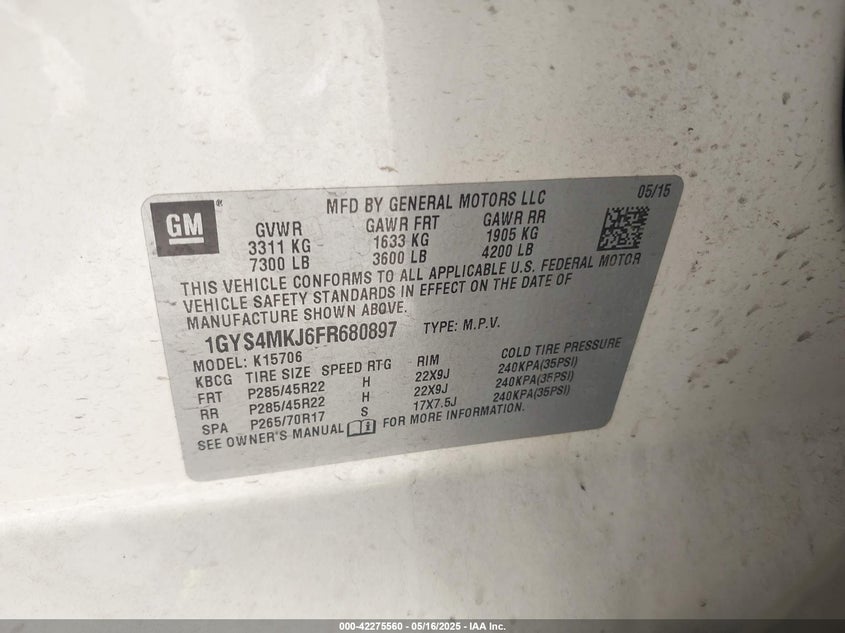 GM®
MFD BY GENERAL MOTORS LLC
05/15
GVWR GAWR FRT GAWR RR
3311 KG 1633 KG 1905 KG
7300 LB 3600 LB 4200 LB
THIS VEHICLE CONFORMS TO ALL APPLICABLE U.S. FEDERAL MOTOR
VEHICLE SAFETY STANDARDS IN EFFECT ON THE DATE OF
MANUFACTURE SHOWN ABOVE.
1GYS4MKJ6FR680897 TYPE: M.P.V.
MODEL: K15706
KBCG TIRE SIZE SPEED RTG RIM COLD TIRE PRESSURE
FRT P285/45R22 H 22X9J 240KPA(35PSI)
RR P285/45R22 H 22X9J 240KPA(35PSI)
SPA P265/70R17 S 17X7.5J 240KPA(35PSI)
SEE OWNER'S MANUAL FOR MORE INFORMATION.
000-42275560 - 05/16/2025 - IAA Inc.